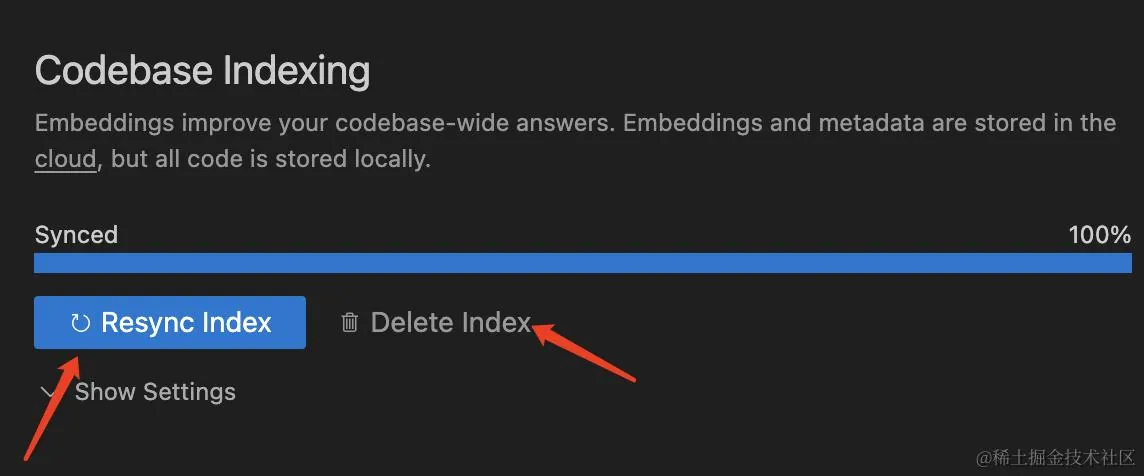 Codebase Indexing
Embeddings improve your codebase-wide answers. Embeddings and metadata are stored in the
cloud, but all code is stored locally.
Synced 100%
Resync Index Delete Index
Show Settings
@稀土掘金技术社区